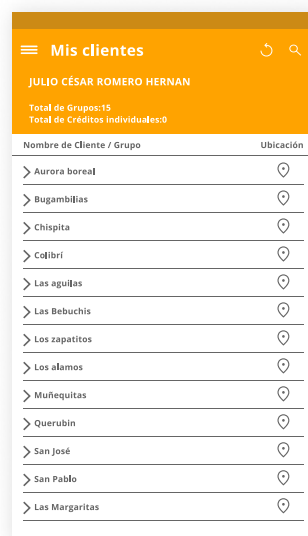 Mis clientes
JULIO CÉSAR ROMERO HERNAN
Total de Grupos:15
Total de Créditos individuales:0
Nombre de Cliente / Grupo Ubicación
Aurora boreal
Bugambilias
Chispita
Colibrí
Las aguilas
Las Bebuchis
Los zapatitos
Los alamos
Muñequitas
Querubin
San José
San Pablo
Las Margaritas